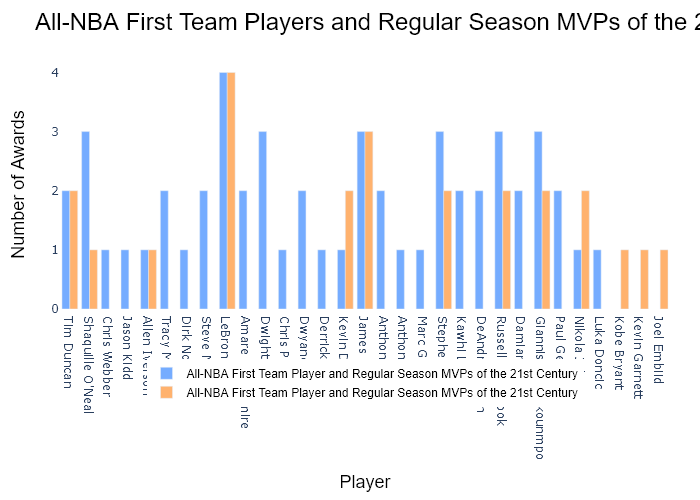 All-NBA First Team Players and Regular Season MVPs of the 2
Number of Awards
4
3
2
1
0
Tim Duncan
Shaquille O'Neal
Chris Webber
Jason Kidd
Allen Iverson
Tracy
Dirk
Steve
LeBron
Amare
Dwight
Chris P
Derrick
Kevin D
James
Anthon
Anthon
Marc G
Stephe
Kawhi L
DeAndr
Russell
Damian
Giannis
Paul Ge
Nikola
Luka Doncic
Kobe Bryant
Kevin Garnett
Joel Embiid
All-NBA First Team Player and Regular Season MVPs of the 21st Century
All-NBA First Team Player and Regular Season MVPs of the 21st Century
Player